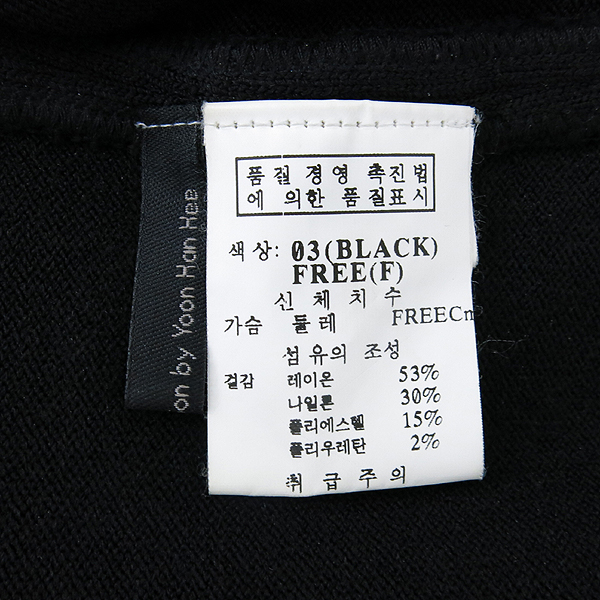 품질 경영 촉진법
에 의한 품질표시
색상: 03(BLACK)
FREE(F)
신체치수
가슴 둘레 FREECm
섬유의 조성
겉감 레이온 53%
나일론 30%
폴리에스텔 15%
폴리우레탄 2%
취급주의
on by Yoon Han Hee